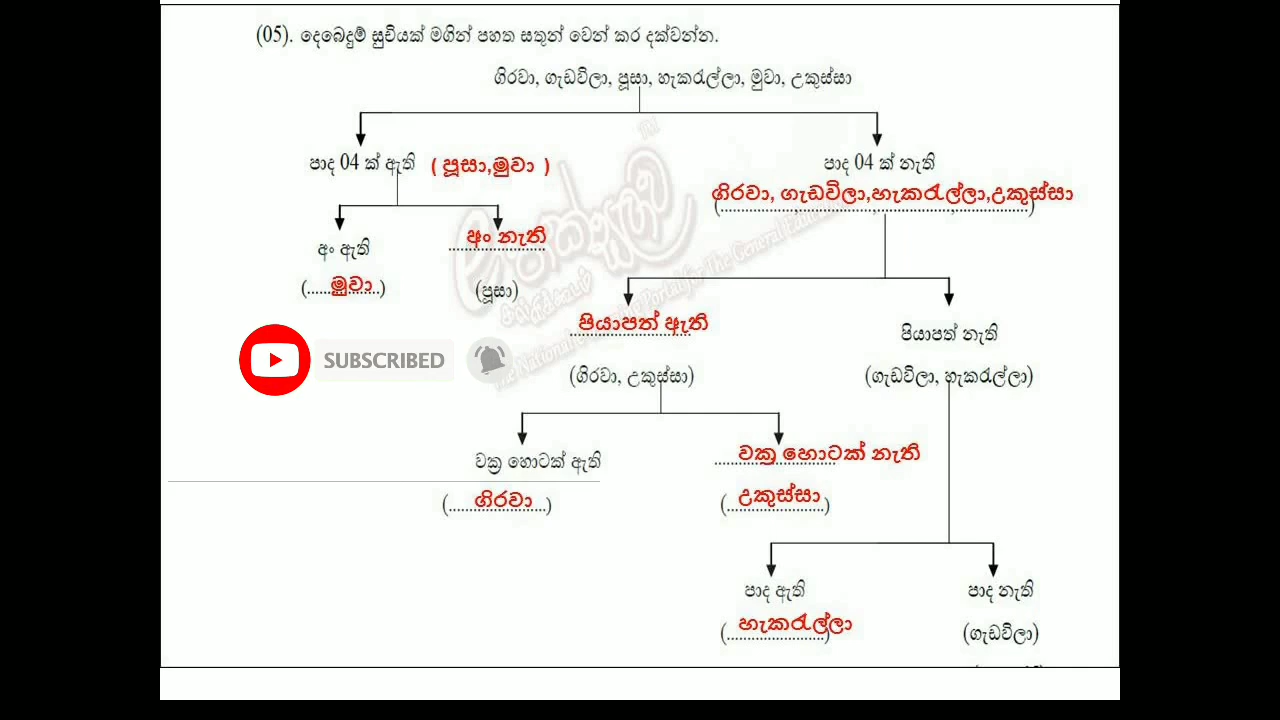 (05). දෙබෙදුම් සුචියක් මගින් පහත සතුන් වෙන් කර දක්වන්න.
ගිරවා, ගැඩවිලා, පූසා, හැකරැල්ලා, මුවා, උකුස්සා
පාද 04 ක් ඇති ( පූසා,මුවා )
පාද 04 ක් නැති
ගිරවා, ගැඩවිලා,හැකරැල්ලා,උකුස්සා
(..........................................................)
අං ඇති
අං නැති
(...මුවා...)
(පූසා)
පියාපත් ඇති
පියාපත් නැති
SUBSCRIBED
(ගිරවා, උකුස්සා)
(ගැඩවිලා, හැකරැල්ලා)
වක්‍ර හොටක් ඇති
වක්‍ර හොටක් නැති
(...ගිරවා...)
(...උකුස්සා...)
පාද ඇති
පාද නැති
(...හැකරැල්ලා...)
(ගැඩවිලා)